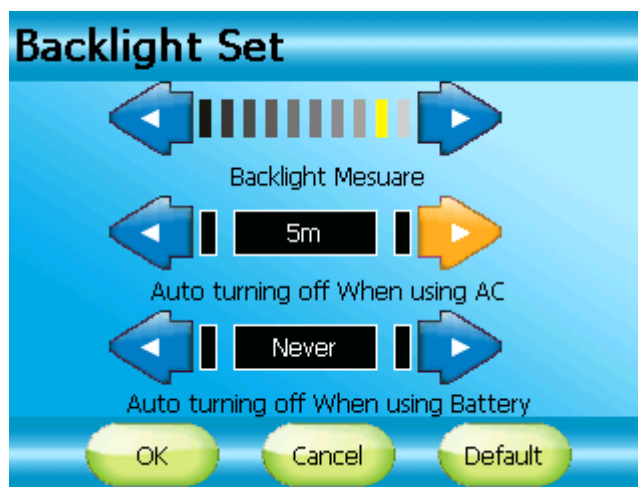 Backlight Set
Backlight Mesuare
5m
Auto turning off When using AC
Never
Auto turning off When using Battery
OK Cancel Default